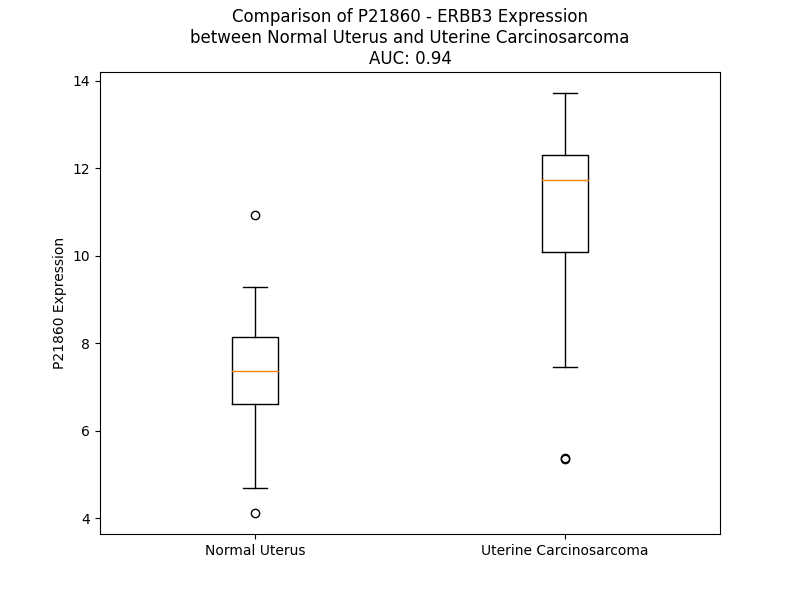 Comparison of P21860 - ERBB3 Expression
between Normal Uterus and Uterine Carcinosarcoma
AUC: 0.94
14
12
10
8
6
4
P21860 Expression
Normal Uterus
Uterine Carcinosarcoma